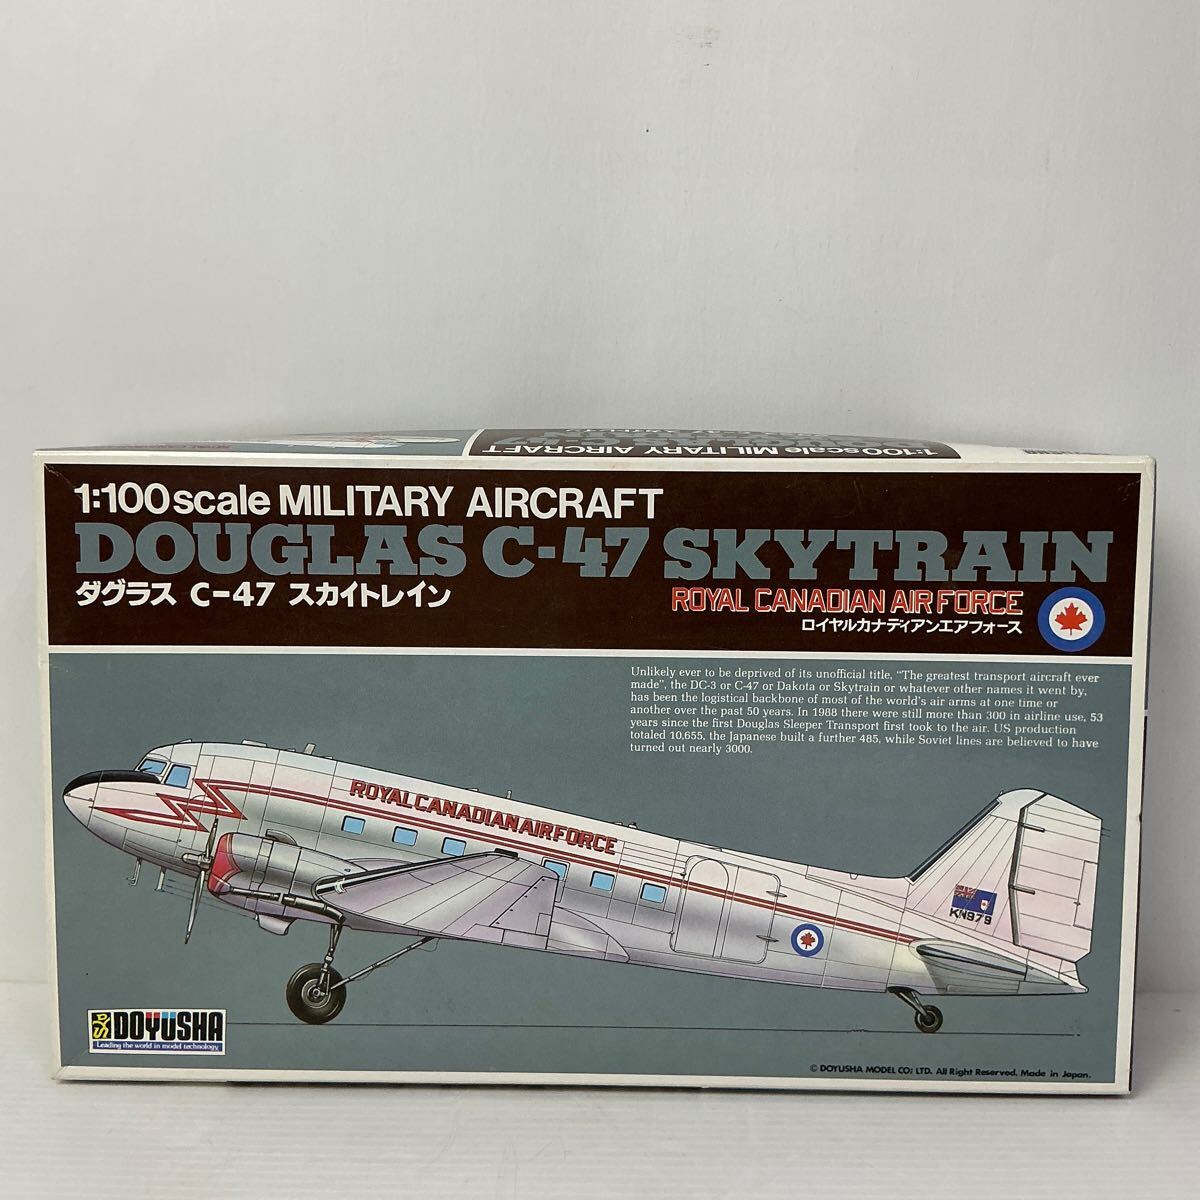 1:100 scale MILITARY AIRCRAFT
1:100 scale MILITARY AIRCRAFT
DOUGLAS C-47 SKYTRAIN
ダグラス C-47 スカイトレイン
ROYAL CANADIAN AIR FORCE
ロイヤルカナディアンエアフォース
Unlikely ever to be deprived of its unofficial title, "The greatest transport aircraft ever
made", the DC-3 or C-47 or Dakota or Skytrain or whatever other names it went by,
has been the logistical backbone of most of the world's air arms at one time or
another over the past 50 years. In 1988 there were still more than 300 in airline use, 53
years since the first Douglas Sleeper Transport first took to the air. US production
totaled 10,655, the Japanese built a further 485, while Soviet lines are believed to have
turned out nearly 3000.
ROYAL CANADIAN AIR FORCE
KN979
DOYUSHA
Leading the world in model technology.
© DOYUSHA MODEL CO; LTD. All Right Reserved. Made in Japan.